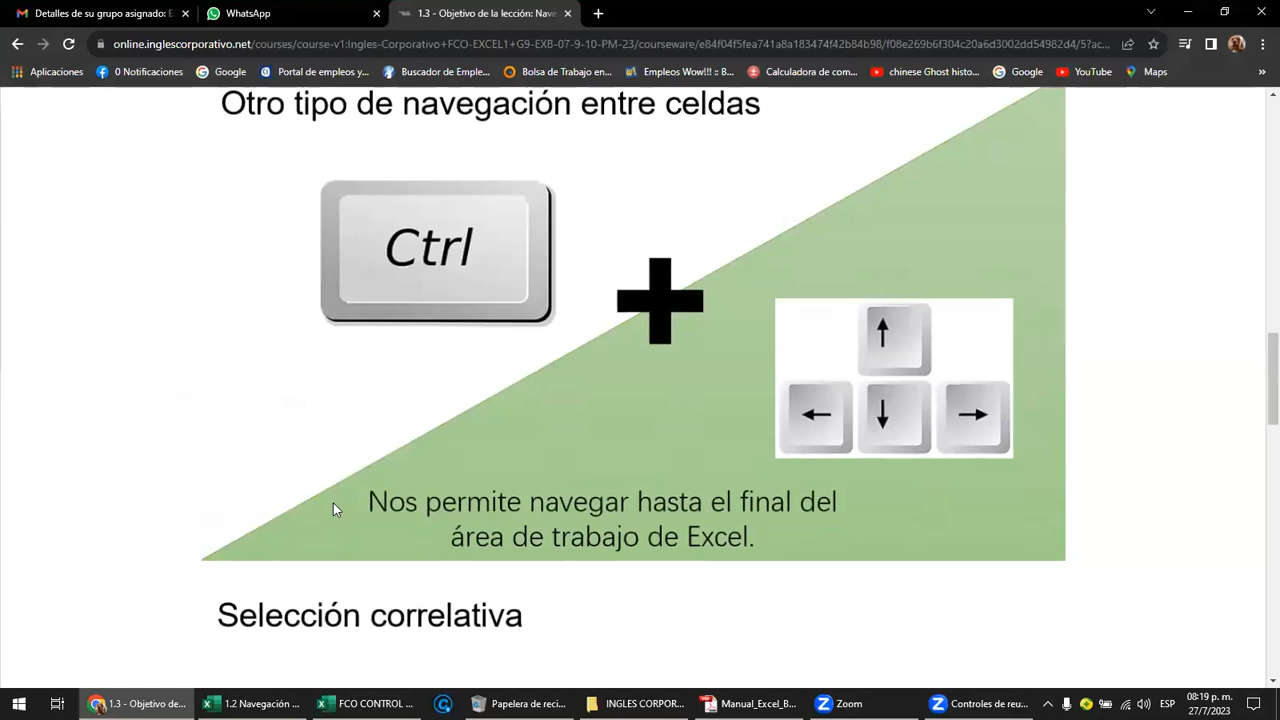 Detalles de su grupo asignado: E
WhatsApp
1.3 - Objetivo de la lección: Nave
online.inglescorporativo.net/courses/course-v1:Ingles-Corporativo+FCO-EXCEL1+G9-EXB-07-9-10-PM-23/courseware/e84f04f5fea741a8a183474f42b84b98/f08e269b6f304c20a6d3002dd54982d4/5?ac...
Aplicaciones
0 Notificaciones
Google
Portal de empleos y...
Buscador de Emple...
Bolsa de Trabajo en...
Empleos Wow!!! :: B...
Calculadora de com...
chinese Ghost histo...
Google
YouTube
Maps
»
Otro tipo de navegación entre celdas
Ctrl
Nos permite navegar hasta el final del
área de trabajo de Excel.
Selección correlativa
1.3 - Objetivo de...
1.2 Navegación ...
FCO CONTROL ...
Papelera de reci...
INGLES CORPOR...
Manual_Excel_B...
Zoom
Controles de reu...
ESP
08:19 p. m.
27/7/2023